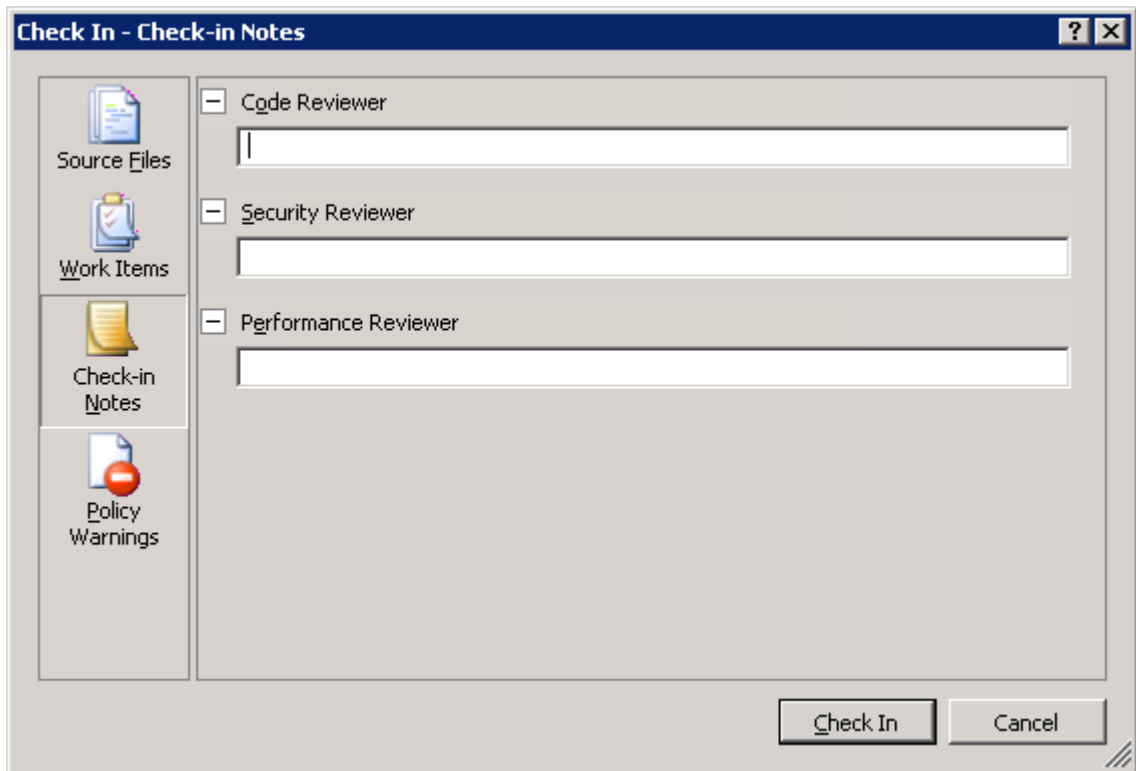 Check In - Check-in Notes
Source Files
Work Items
Check-in
Notes
Policy
Warnings
Code Reviewer
Security Reviewer
Performance Reviewer
Check In
Cancel